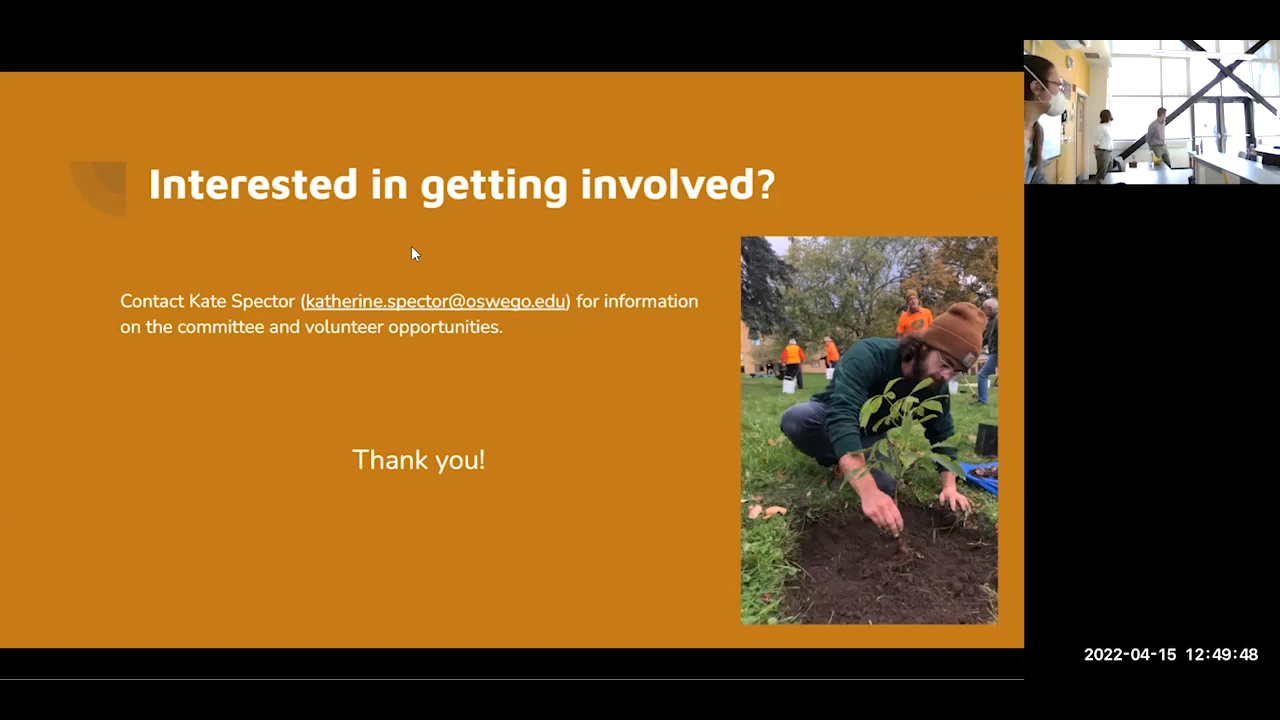 Interested in getting involved?
Contact Kate Spector (katherine.spector@oswego.edu) for information
on the committee and volunteer opportunities.
Thank you!
2022-04-15 12:49:48